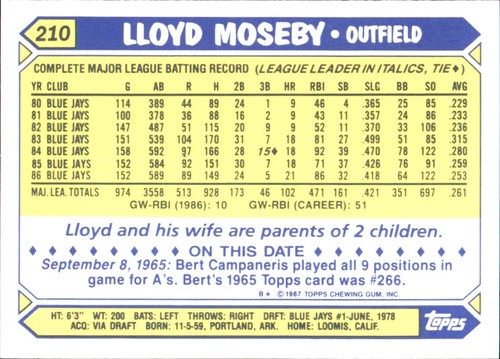 210 LLOYD MOSEBY • OUTFIELD
COMPLETE MAJOR LEAGUE BATTING RECORD (LEAGUE LEADER IN ITALICS, TIE♦)
YR CLUB G AB R H 2B 3B HR RBI SB SLG BB SO AVG
80 BLUE JAYS 114 389 44 89 24 1 9 46 4 .365 25 85 .229
81 BLUE JAYS 100 378 36 88 16 2 9 43 11 .357 24 86 .233
82 BLUE JAYS 147 487 51 115 20 9 9 52 11 .370 33 106 .236
83 BLUE JAYS 151 539 104 170 31 7 18 81 27 .499 51 85 .315
84 BLUE JAYS 158 592 97 166 28 15♦ 18 92 39 .470 78 122 .280
85 BLUE JAYS 152 584 92 151 30 7 18 71 37 .426 76 91 .259
86 BLUE JAYS 152 589 89 149 24 5 21 86 32 .418 64 122 .253
MAJ. LEA. TOTALS 974 3558 513 928 173 46 102 471 161 .421 351 697 .261
GW-RBI (1986): 10 GW-RBI (CAREER): 51
Lloyd and his wife are parents of 2 children.
♦ ♦ ♦ ♦ ♦ ♦ ♦ ON THIS DATE ♦ ♦ ♦ ♦ ♦ ♦ ♦
September 8, 1965: Bert Campaneris played all 9 positions in
game for A's. Bert's 1965 Topps card was #266.
B* ©1987 TOPPS CHEWING GUM, INC.
HT: 6'3" WT: 200 BATS: LEFT THROWS: RIGHT DRFT: BLUE JAYS #1-JUNE, 1978
ACQ: VIA DRAFT BORN: 11-5-59, PORTLAND, ARK. HOME: LOOMIS, CALIF.
TOPPS